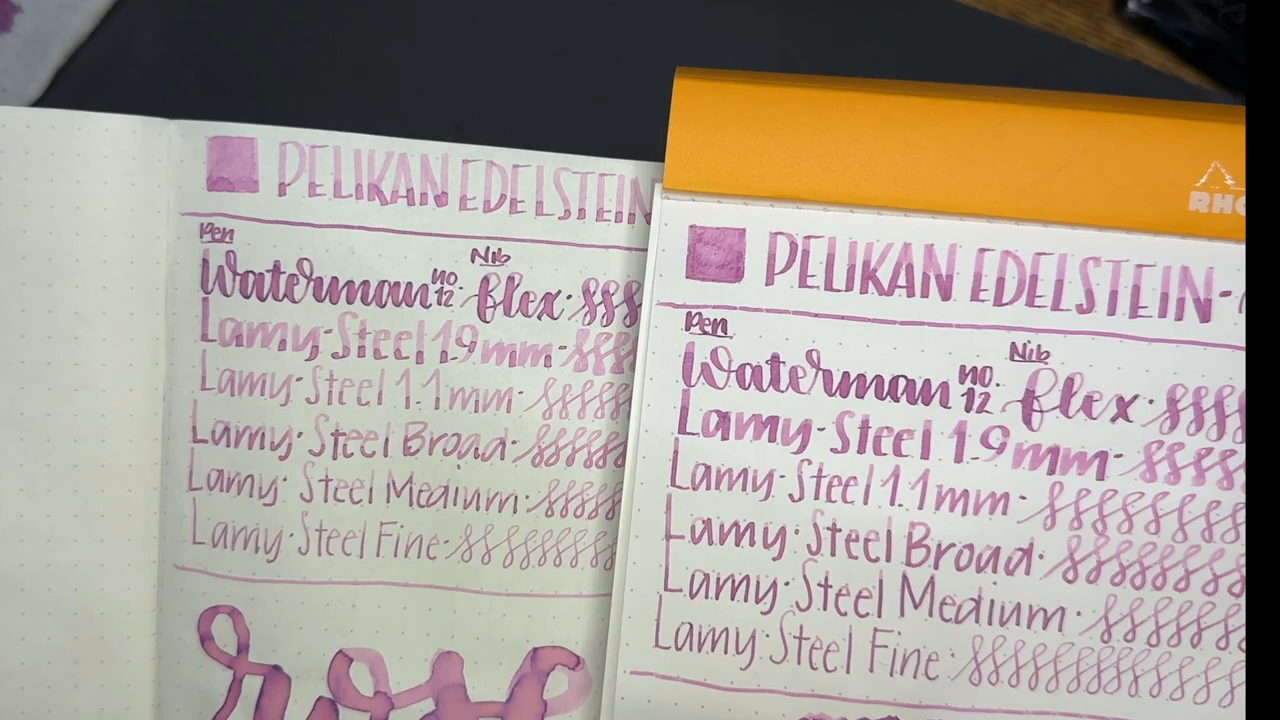 PELIKAN EDELSTEIN
Pen
Nib
Waterman no. 12 flex
Lamy Steel 1.9mm
Lamy Steel 1.1mm
Lamy Steel Broad
Lamy Steel Medium
Lamy Steel Fine
rose
RHO
PELIKAN EDELSTEIN-
Pen
Nib
Waterman no. 12 flex
Lamy Steel 1.9mm
Lamy Steel 1.1mm
Lamy Steel Broad
Lamy Steel Medium
Lamy Steel Fine